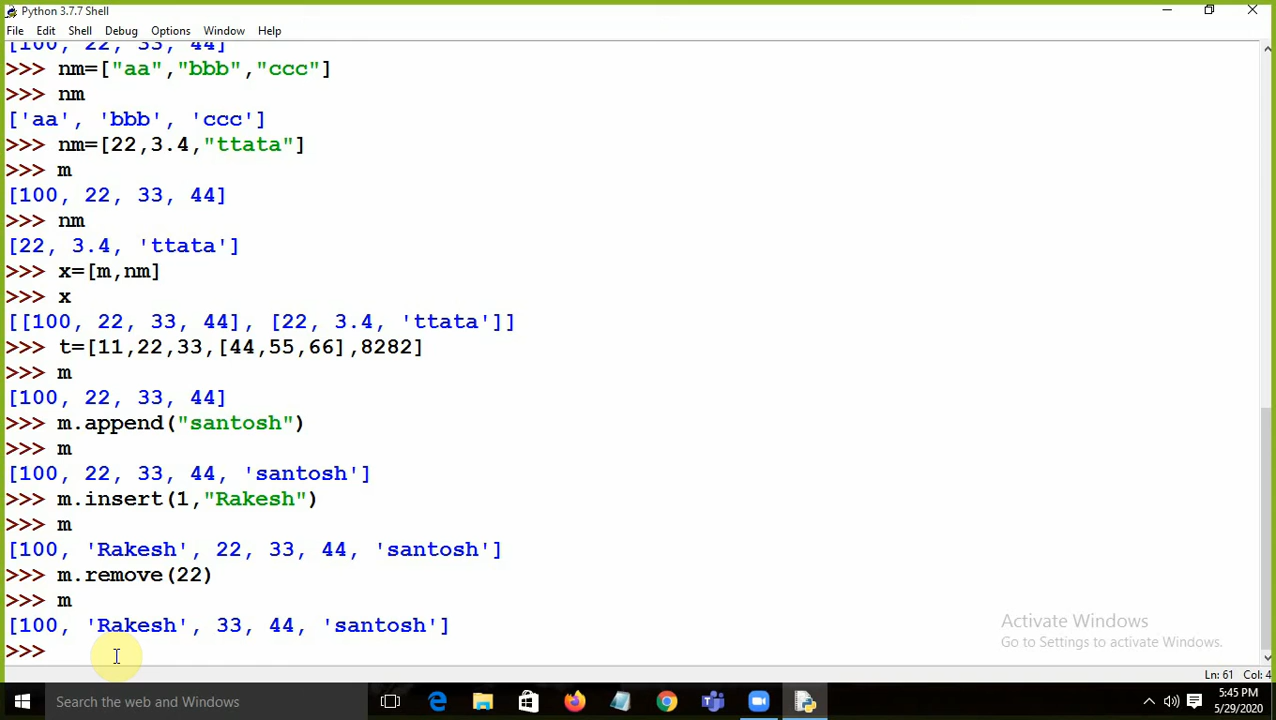 Python 3.7.7 Shell
File Edit Shell Debug Options Window Help
[100, 22, 33, 44]
>>> nm=["aa","bbb","ccc"]
>>> nm
['aa', 'bbb', 'ccc']
>>> nm=[22,3.4,"ttata"]
>>> m
[100, 22, 33, 44]
>>> nm
[22, 3.4, 'ttata']
>>> x=[m,nm]
>>> x
[[100, 22, 33, 44], [22, 3.4, 'ttata']]
>>> t=[11,22,33,[44,55,66],8282]
>>> m
[100, 22, 33, 44]
>>> m.append("santosh")
>>> m
[100, 22, 33, 44, 'santosh']
>>> m.insert(1,"Rakesh")
>>> m
[100, 'Rakesh', 22, 33, 44, 'santosh']
>>> m.remove(22)
>>> m
[100, 'Rakesh', 33, 44, 'santosh']
>>>
Activate Windows
Go to Settings to activate Windows.
Ln: 61 Col: 4
Search the web and Windows
5:45 PM
5/29/2020